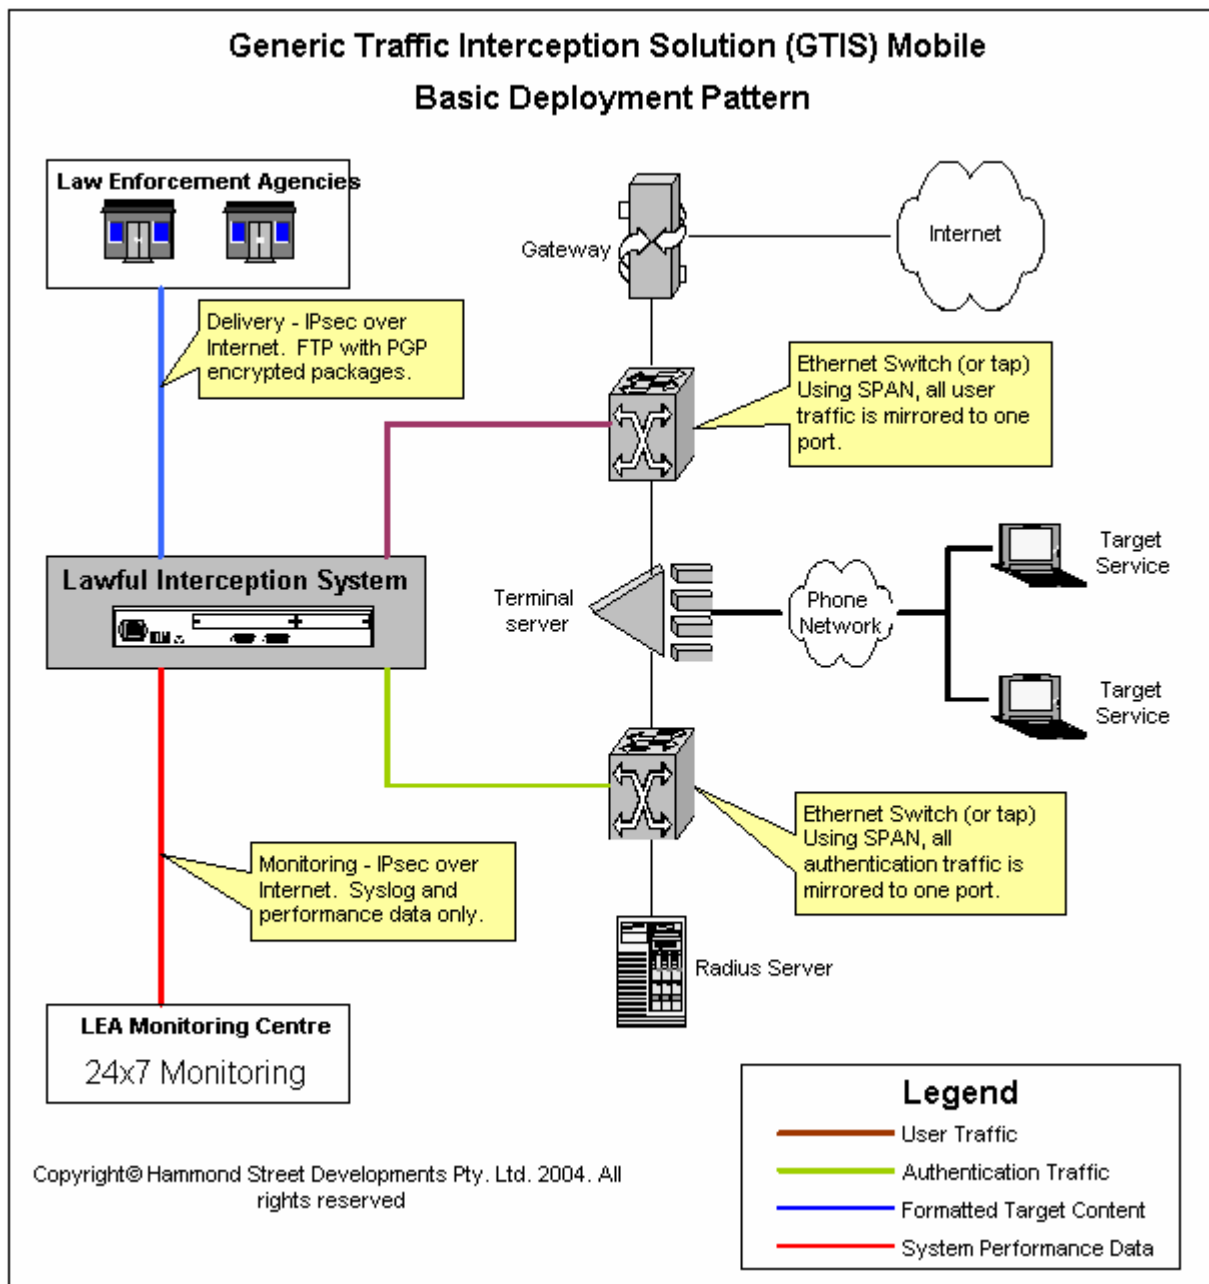 Generic Traffic Interception Solution (GTIS) Mobile
Basic Deployment Pattern
Law Enforcement Agencies
Gateway
Internet
Delivery - IPsec over
Internet. FTP with PGP
encrypted packages.
Ethernet Switch (or tap)
Using SPAN, all user
traffic is mirrored to one
port.
Lawful Interception System
Terminal
server
Phone
Network
Target
Service
Target
Service
Ethernet Switch (or tap)
Using SPAN, all
authentication traffic is
mirrored to one port.
Monitoring - IPsec over
Internet. Syslog and
performance data only.
Radius Server
LEA Monitoring Centre
24x7 Monitoring
Legend
User Traffic
Authentication Traffic
Formatted Target Content
System Performance Data
Copyright© Hammond Street Developments Pty. Ltd. 2004. All
rights reserved